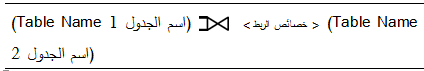 (Table Name 1 اسم الجدول) ⋊⋉ < خصائص الربط > (Table Name
2 اسم الجدول)